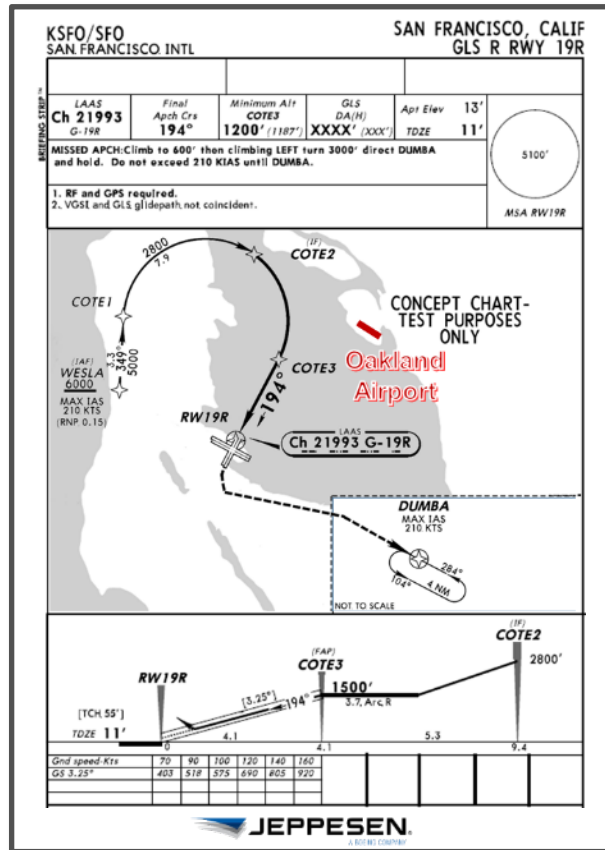 KSFO/SFO
SAN FRANCISCO INTL
SAN FRANCISCO, CALIF
GLS R RWY 19R
BRIEFING STRIP™
LAAS
Ch 21993
G-19R
Final
Apch Crs
194°
Minimum Alt
COTE3
1200' (1187')
GLS
DA(H)
XXXX' (XXX')
Apt Elev 13'
TDZE 11'
MISSED APCH:Climb to 600' then climbing LEFT turn 3000' direct DUMBA
and hold. Do not exceed 210 KIAS until DUMBA.
1. RF and GPS required.
2. VGSI and GLS glidepath not coincident.
5100'
MSA RW19R
2800
7.9
(IF)
COTE2
COTE1
CONCEPT CHART-
TEST PURPOSES
ONLY
3.3
349°
5000
(IAF)
WESLA
6000
MAX IAS
210 KTS
(RNP 0.15)
COTE3
Oakland
Airport
194°
RW19R
LAAS
Ch 21993 G-19R
DUMBA
MAX IAS
210 KTS
284°
104°
4 NM
NOT TO SCALE
(IF)
COTE2
(FAP)
COTE3
RW19R
2800'
1500'
[3.25°]
194°
3.7, Arc, R
[TCH 55']
TDZE 11'
0
4.1
4.1
5.3
9.4
Gnd speed-Kts 70 90 100 120 140 160
GS 3.25° 403 518 575 690 805 920
JEPPESEN.
A BOEING COMPANY